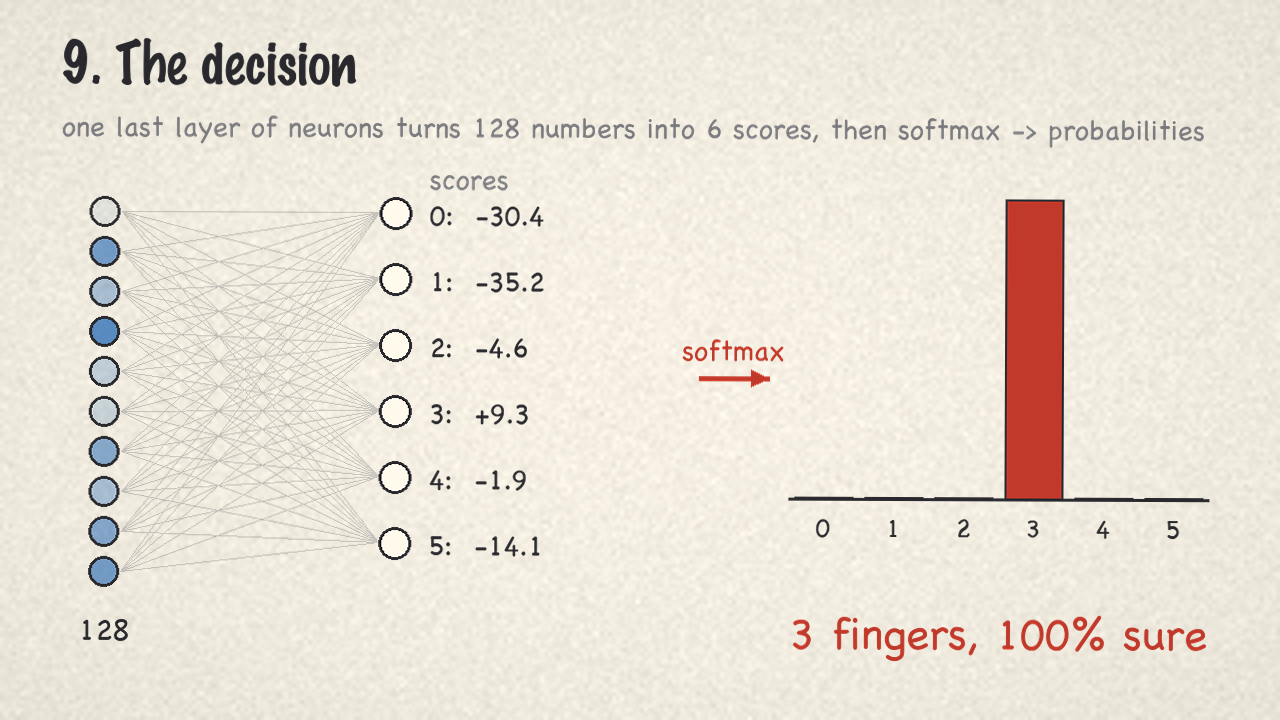 9. The decision
one last layer of neurons turns 128 numbers into 6 scores, then softmax -> probabilities
scores
0: -30.4
1: -35.2
2: -4.6
3: +9.3
4: -1.9
5: -14.1
128
softmax
0 1 2 3 4 5
3 fingers, 100% sure